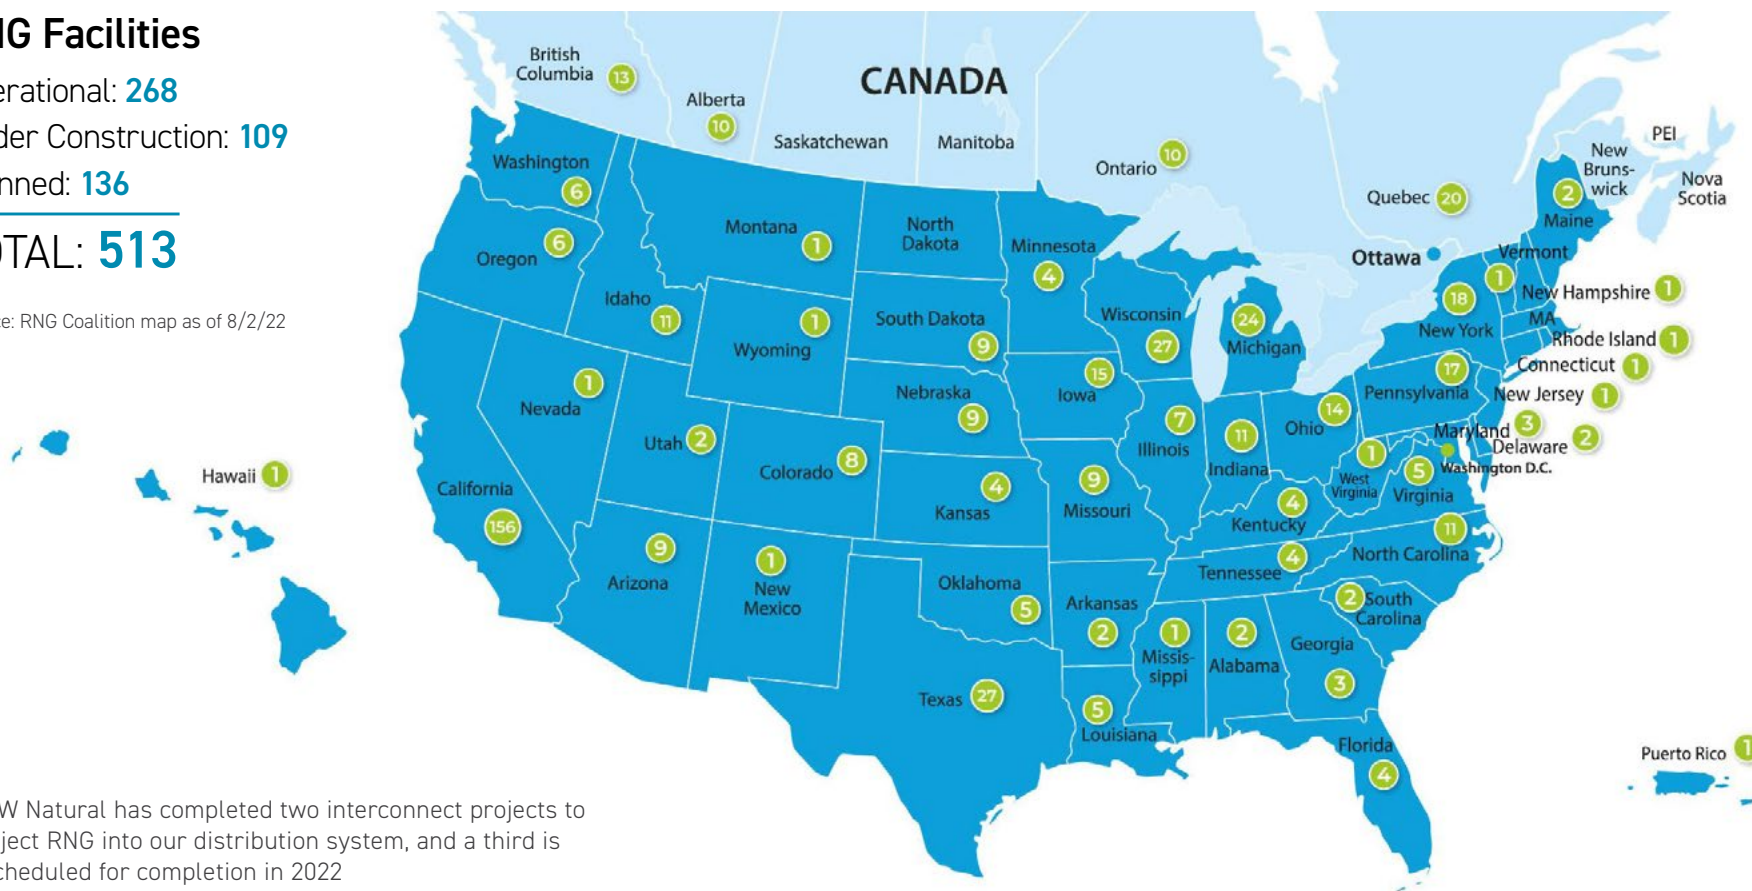 NG Facilities
erational: 268
der Construction: 109
nned: 136
OTAL: 513
ce: RNG Coalition map as of 8/2/22
CANADA
British
Columbia 13
Alberta
10
Saskatchewan
Manitoba
Ontario 10
Quebec 20
Ottawa
New
Bruns-
wick
PEI
Nova
Scotia
Washington
6
Oregon 6
Idaho
11
Montana 1
Wyoming
1
North
Dakota
South Dakota
9
Nebraska
9
Kansas
4
Minnesota
4
Wisconsin
27
Michigan
24
Iowa
15
Illinois
7
Indiana
11
Ohio
14
Pennsylvania
17
New York
18
Vermont
1
Maine
2
New Hampshire 1
MA
Rhode Island 1
Connecticut 1
New Jersey 1
Maryland 3
Delaware 2
Washington D.C.
West
Virginia
1
Virginia
5
Kentucky
4
Tennessee 4
North Carolina
11
South
Carolina
2
Georgia
3
Florida
4
Alabama
2
Missis-
sippi
1
Louisiana
5
Arkansas
2
Missouri
9
Oklahoma
5
Texas 27
New
Mexico
1
Arizona
9
Colorado 8
Utah 2
Nevada
1
California
156
Hawaii 1
Puerto Rico 1
W Natural has completed two interconnect projects to
ject RNG into our distribution system, and a third is
cheduled for completion in 2022